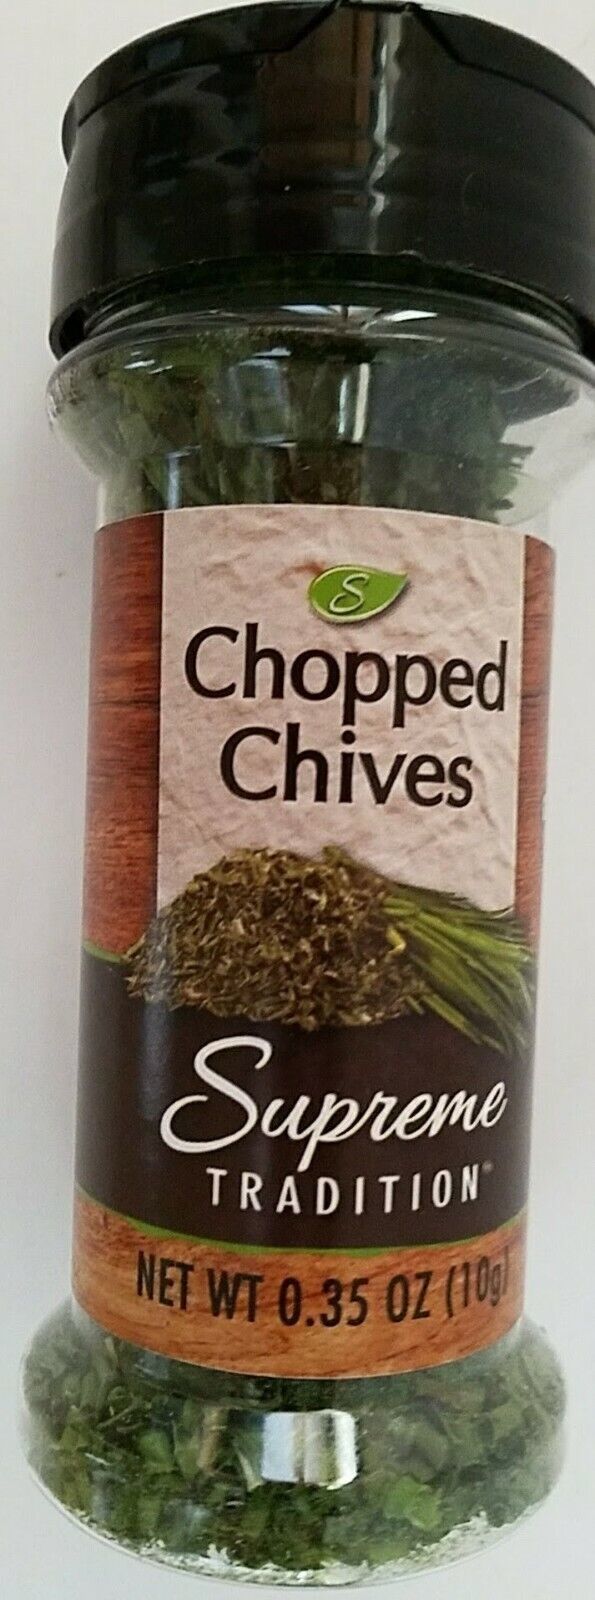 S
Chopped
Chives
Supreme
TRADITION®
NET WT 0.35 OZ (10g)